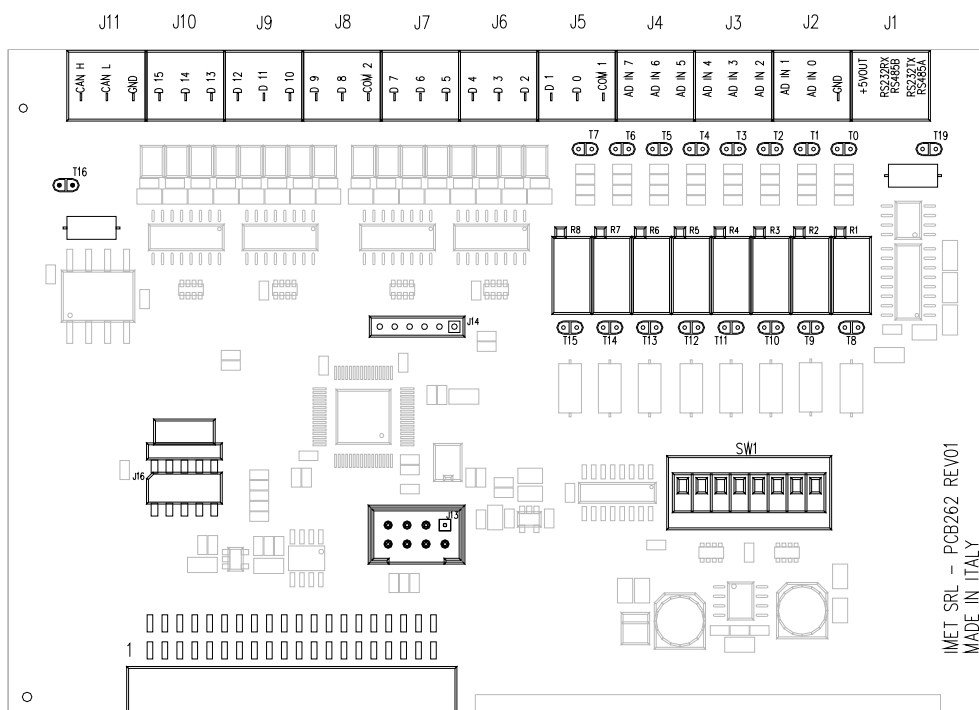 J11 J10 J9 J8 J7 J6 J5 J4 J3 J2 J1
CAN H
CAN L
GND
D 15
D 14
D 13
D 12
D 11
D 10
D 9
D 8
COM 2
D 7
D 6
D 5
D 4
D 3
D 2
D 1
D 0
COM 1
AD IN 7
AD IN 6
AD IN 5
AD IN 4
AD IN 3
AD IN 2
AD IN 1
AD IN 0
GND
+5VOUT
RS232RX
RS485B
RS232TX
RS485A
T7 T6 T5 T4 T3 T2 T1 T0 T19
T16
R8 R7 R6 R5 R4 R3 R2 R1
J14
T15 T14 T13 T12 T11 T10 T9 T8
SW1
J16
J13
1
IMET SRL - PCB262 REV01
MADE IN ITALY